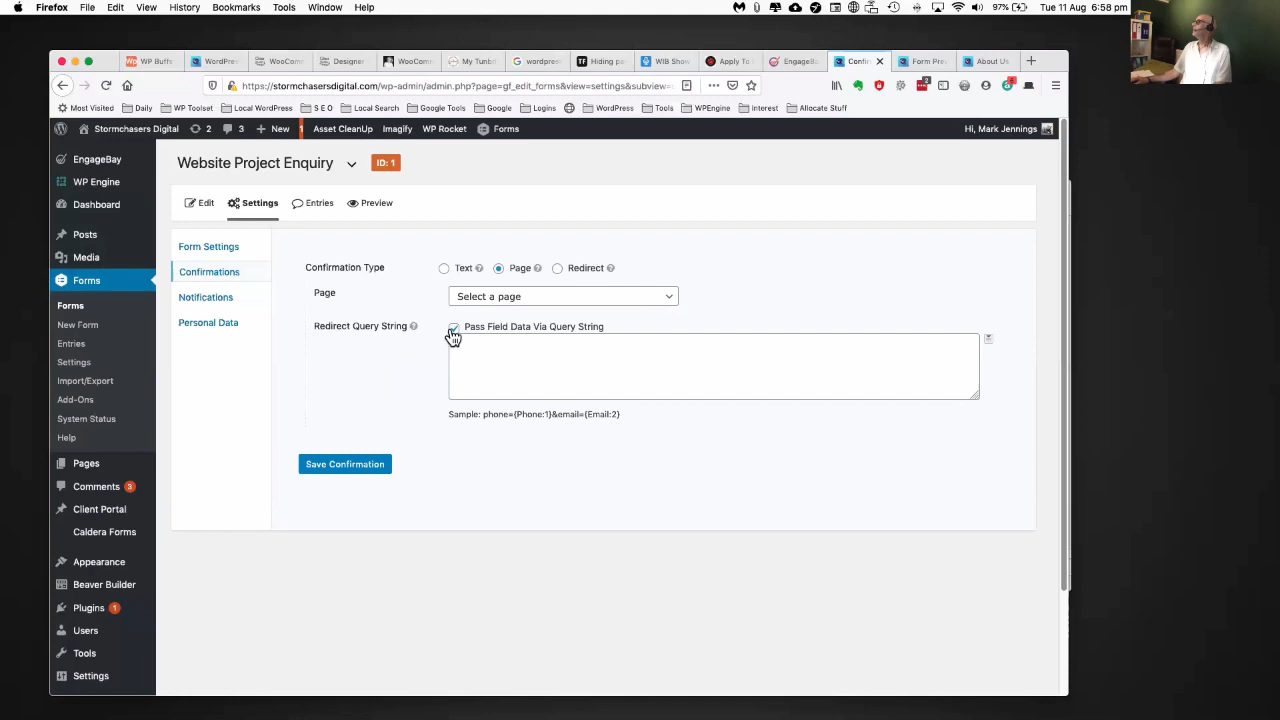 Firefox File Edit View History Bookmarks Tools Window Help 97% Tue 11 Aug 6:58 pm
WP Buffs WordPre WooComm Designer WooComm My Tunb wordpress Hiding pa WIB Show Apply To EngageBa Confi Form Pre About Us
https://stormchasersdigital.com/wp-admin/admin.php?page=gf_edit_forms&view=settings&subview=
Most Visited Daily WP Toolset Local WordPress S E O Local Search Google Tools Google Logins WordPress Tools WPEngine Interest Allocate Stuff
Stormchasers Digital 2 3 New 1 Asset CleanUp Imagify WP Rocket Forms Hi, Mark Jennings
EngageBay
WP Engine
Dashboard
Posts
Media
Forms
Forms
New Form
Entries
Settings
Import/Export
Add-Ons
System Status
Help
Pages
Comments 3
Client Portal
Caldera Forms
Appearance
Beaver Builder
Plugins 1
Users
Tools
Settings
Website Project Enquiry ID: 1
Edit Settings Entries Preview
Form Settings
Confirmations
Notifications
Personal Data
Confirmation Type Text Page Redirect
Page Select a page
Redirect Query String Pass Field Data Via Query String
Sample: phone={Phone:1}&email={Email:2}
Save Confirmation